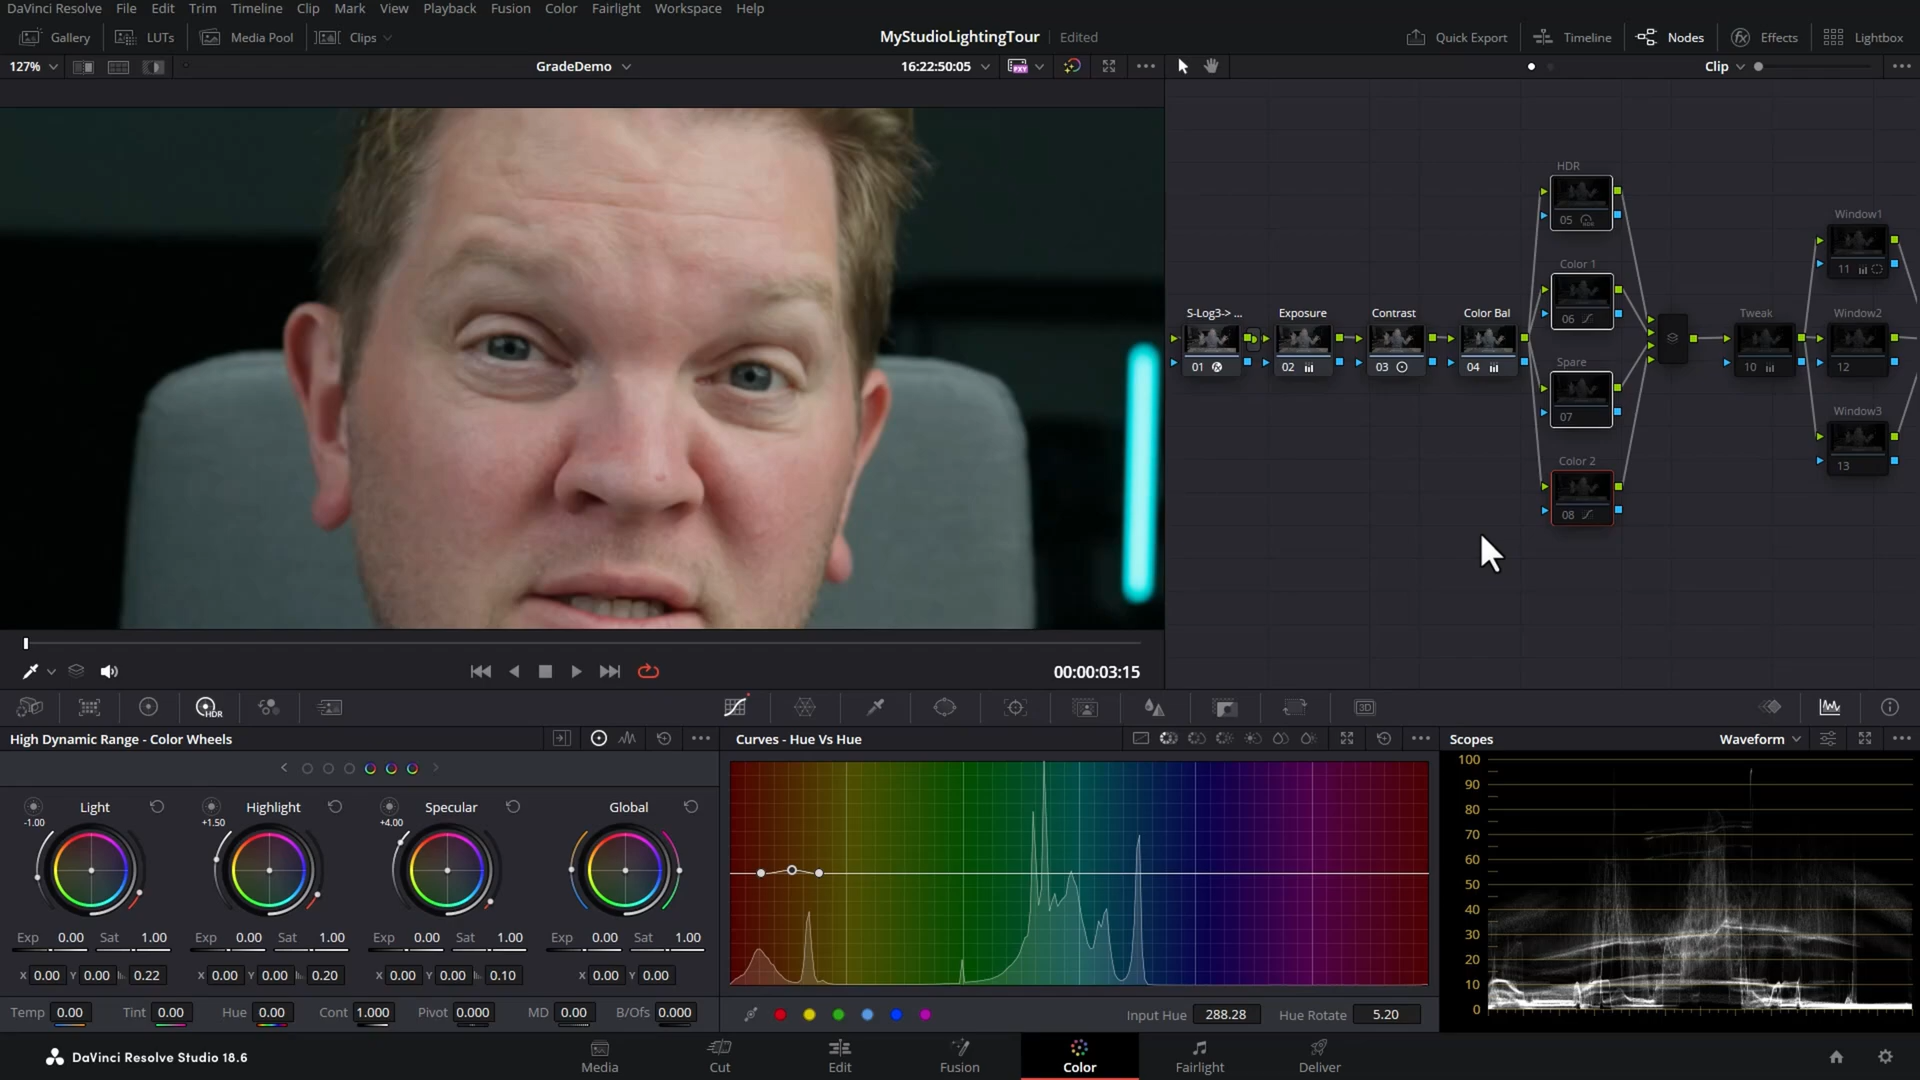 DaVinci Resolve File Edit Trim Timeline Clip Mark View Playback Fusion Color Fairlight Workspace Help
Gallery LUTs Media Pool Clips MyStudioLightingTour Edited Quick Export Timeline Nodes Effects Lightbox
127% GradeDemo 16:22:50:05 PXY Clip
HDR
05 HDR
Window1
11
Color 1
06
S-Log3-> ... Exposure Contrast Color Bal
01 02 03 04
Tweak
10
Window2
12
Spare
07
Window3
13
Color 2
08
00:00:03:15
HDR 3D
High Dynamic Range - Color Wheels
Light Highlight Specular Global
-1.00 +1.50 +4.00
Exp 0.00 Sat 1.00 Exp 0.00 Sat 1.00 Exp 0.00 Sat 1.00 Exp 0.00 Sat 1.00
X 0.00 Y 0.00 0.22 X 0.00 Y 0.00 0.20 X 0.00 Y 0.00 0.10 X 0.00 Y 0.00
Temp 0.00 Tint 0.00 Hue 0.00 Cont 1.000 Pivot 0.000 MD 0.00 B/Ofs 0.000
Curves - Hue Vs Hue
Input Hue 288.28 Hue Rotate 5.20
Scopes Waveform
100
90
80
70
60
50
40
30
20
10
0
DaVinci Resolve Studio 18.6
Media Cut Edit Fusion Color Fairlight Deliver